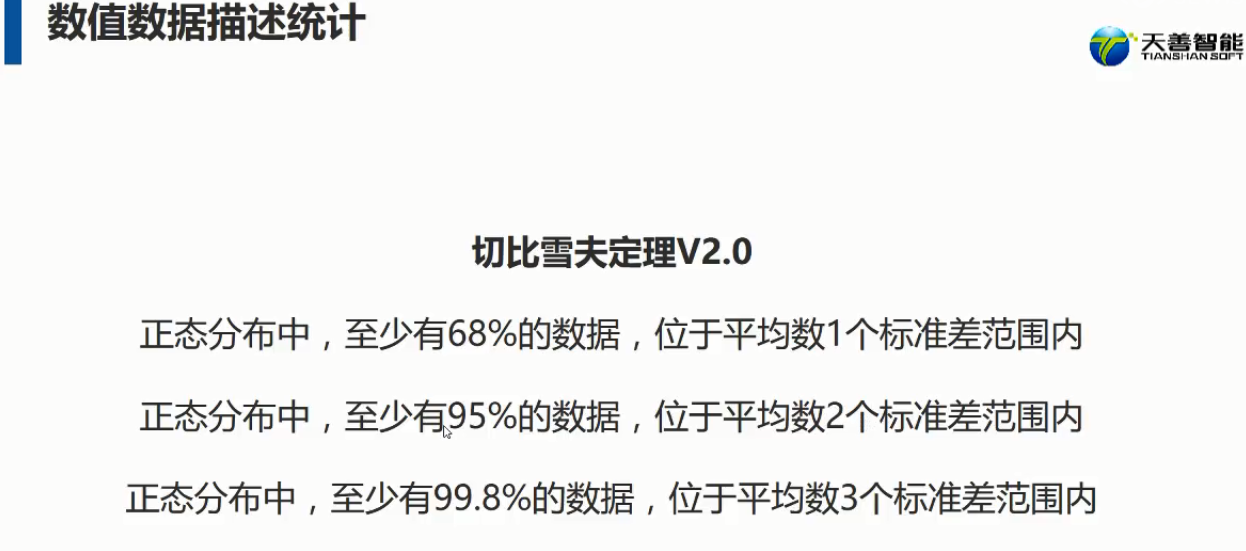 数值数据描述统计
天善智能
TIANSHAN SOFT
切比雪夫定理V2.0
正态分布中，至少有68%的数据，位于平均数1个标准差范围内
正态分布中，至少有95%的数据，位于平均数2个标准差范围内
正态分布中，至少有99.8%的数据，位于平均数3个标准差范围内